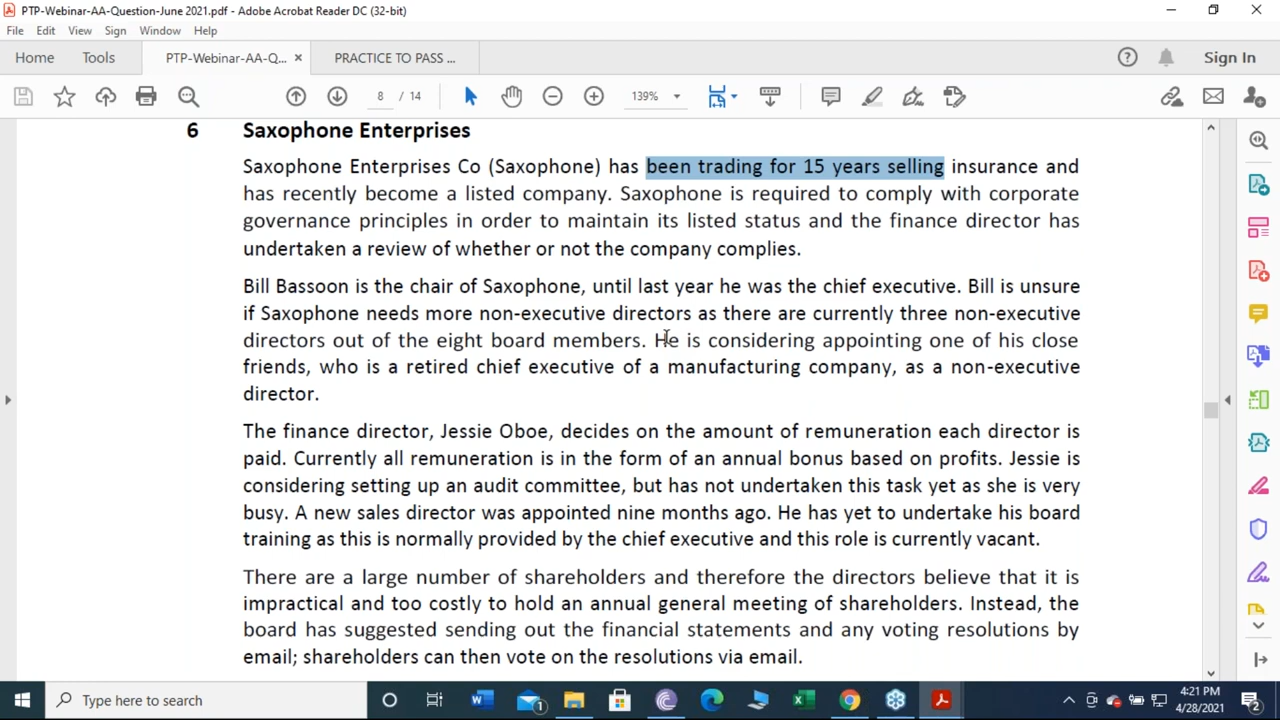 PTP-Webinar-AA-Question-June 2021.pdf - Adobe Acrobat Reader DC (32-bit)
File Edit View Sign Window Help
Home Tools PTP-Webinar-AA-Q... × PRACTICE TO PASS ... Sign In
8 / 14 139%
6 Saxophone Enterprises
Saxophone Enterprises Co (Saxophone) has been trading for 15 years selling insurance and
has recently become a listed company. Saxophone is required to comply with corporate
governance principles in order to maintain its listed status and the finance director has
undertaken a review of whether or not the company complies.
Bill Bassoon is the chair of Saxophone, until last year he was the chief executive. Bill is unsure
if Saxophone needs more non-executive directors as there are currently three non-executive
directors out of the eight board members. He is considering appointing one of his close
friends, who is a retired chief executive of a manufacturing company, as a non-executive
director.
The finance director, Jessie Oboe, decides on the amount of remuneration each director is
paid. Currently all remuneration is in the form of an annual bonus based on profits. Jessie is
considering setting up an audit committee, but has not undertaken this task yet as she is very
busy. A new sales director was appointed nine months ago. He has yet to undertake his board
training as this is normally provided by the chief executive and this role is currently vacant.
There are a large number of shareholders and therefore the directors believe that it is
impractical and too costly to hold an annual general meeting of shareholders. Instead, the
board has suggested sending out the financial statements and any voting resolutions by
email; shareholders can then vote on the resolutions via email.
Type here to search
4:21 PM
4/28/2021